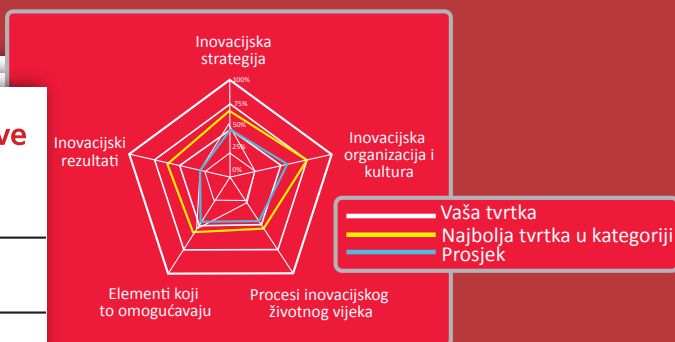 ve
Inovacijska
strategija
100%
75%
50%
25%
0%
Inovacijski
rezultati
Inovacijska
organizacija i
kultura
Elementi koji
to omogućavaju
Procesi inovacijskog
životnog vijeka
Vaša tvrtka
Najbolja tvrtka u kategoriji
Prosjek